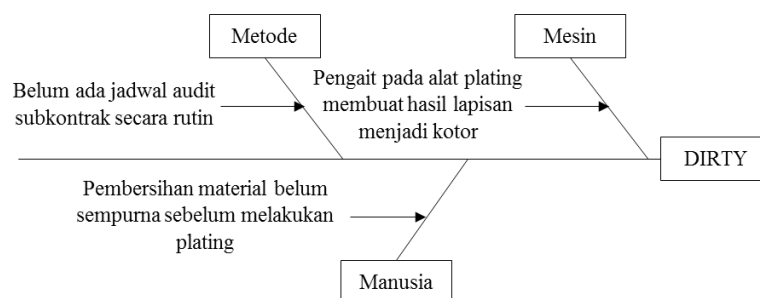 Metode
Mesin
Belum ada jadwal audit
subkontrak secara rutin
Pengait pada alat plating
membuat hasil lapisan
menjadi kotor
DIRTY
Pembersihan material belum
sempurna sebelum melakukan
plating
Manusia